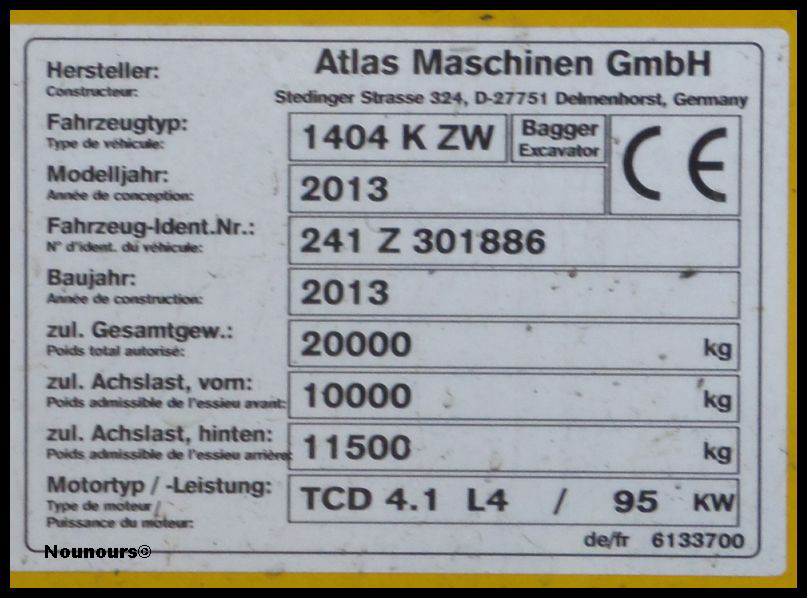 Hersteller: Atlas Maschinen GmbH
Constructeur: Stedinger Strasse 324, D-27751 Delmenhorst, Germany
Fahrzeugtyp: 1404 K ZW Bagger
Type de véhicule: Excavator
CE
Modelljahr: 2013
Année de conception:
Fahrzeug-Ident.Nr.: 241 Z 301886
N° d'ident. du véhicule:
Baujahr: 2013
Année de construction:
zul. Gesamtgew.: 20000 kg
Poids total autorisé:
zul. Achslast, vorn: 10000 kg
Poids admissible de l'essieu avant:
zul. Achslast, hinten: 11500 kg
Poids admissible de l'essieu arrière:
Motortyp / -Leistung: TCD 4.1 L4 / 95 KW
Type de moteur /
Puissance du moteur:
de/fr 6133700
Nounours@